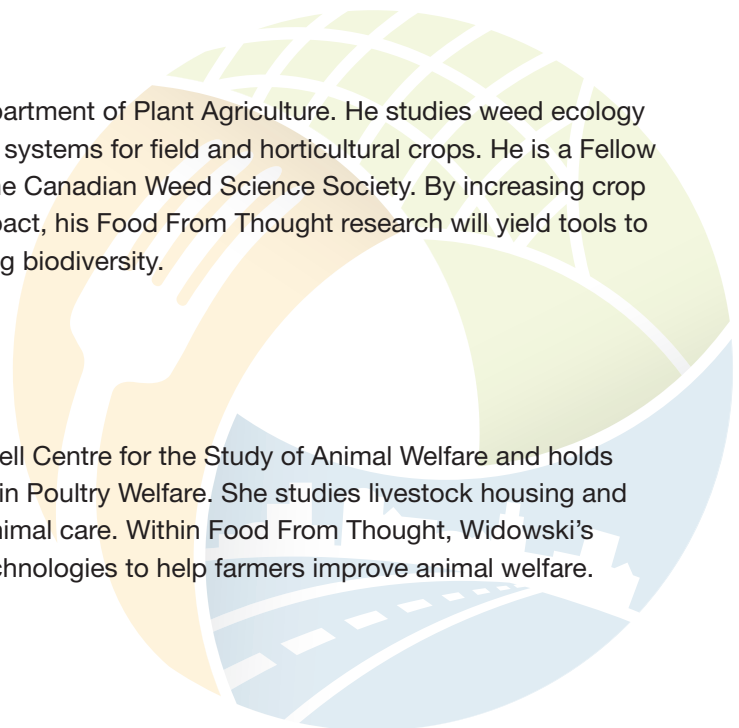 partment of Plant Agriculture. He studies weed ecology
systems for field and horticultural crops. He is a Fellow
he Canadian Weed Science Society. By increasing crop
pact, his Food From Thought research will yield tools to
g biodiversity.
ell Centre for the Study of Animal Welfare and holds
in Poultry Welfare. She studies livestock housing and
nimal care. Within Food From Thought, Widowski’s
chnologies to help farmers improve animal welfare.